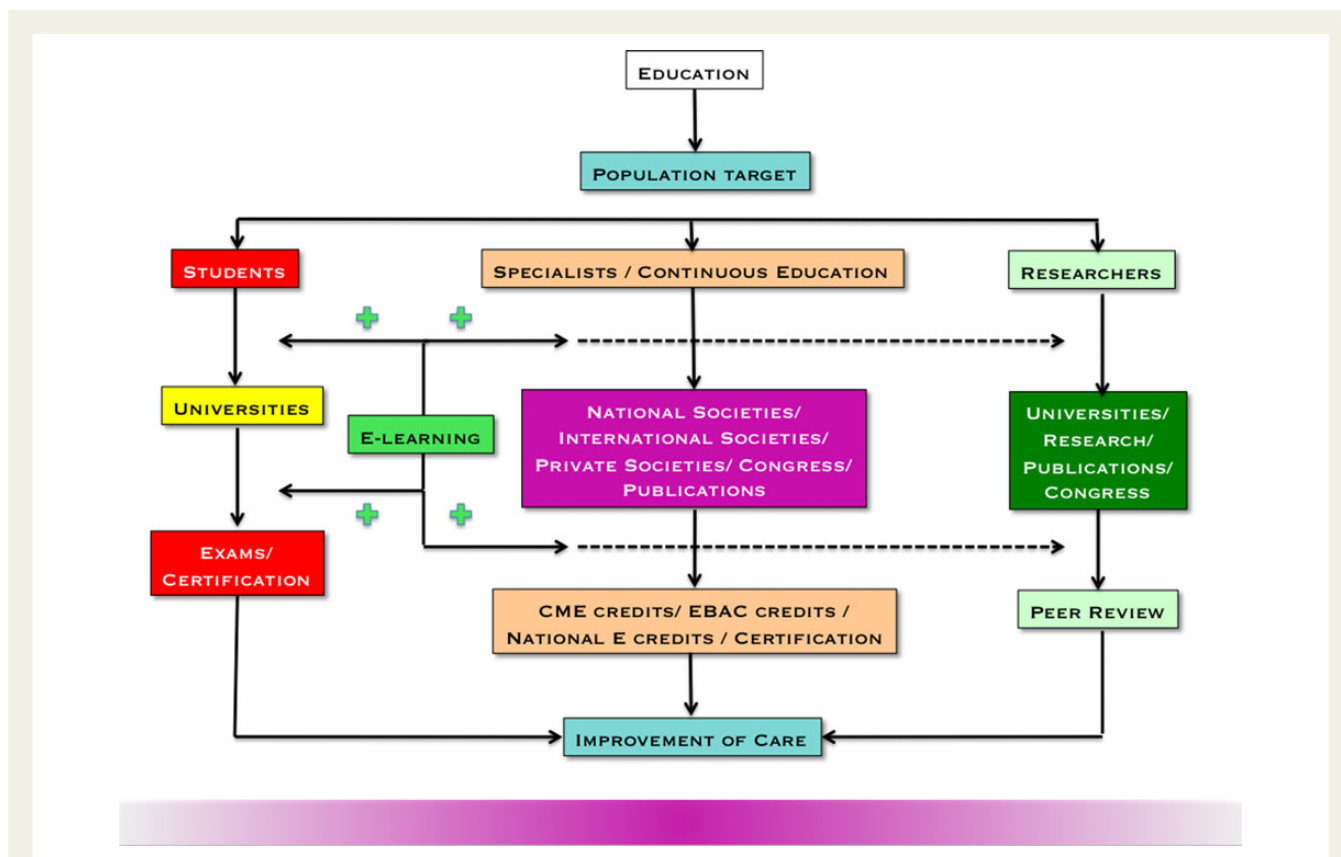 EDUCATION
POPULATION TARGET
STUDENTS
SPECIALISTS / CONTINUOUS EDUCATION
RESEARCHERS
UNIVERSITIES
E-LEARNING
NATIONAL SOCIETIES/
INTERNATIONAL SOCIETIES/
PRIVATE SOCIETIES/ CONGRESS/
PUBLICATIONS
UNIVERSITIES/
RESEARCH/
PUBLICATIONS/
CONGRESS
EXAMS/
CERTIFICATION
CME CREDITS/ EBAC CREDITS /
NATIONAL E CREDITS / CERTIFICATION
PEER REVIEW
IMPROVEMENT OF CARE